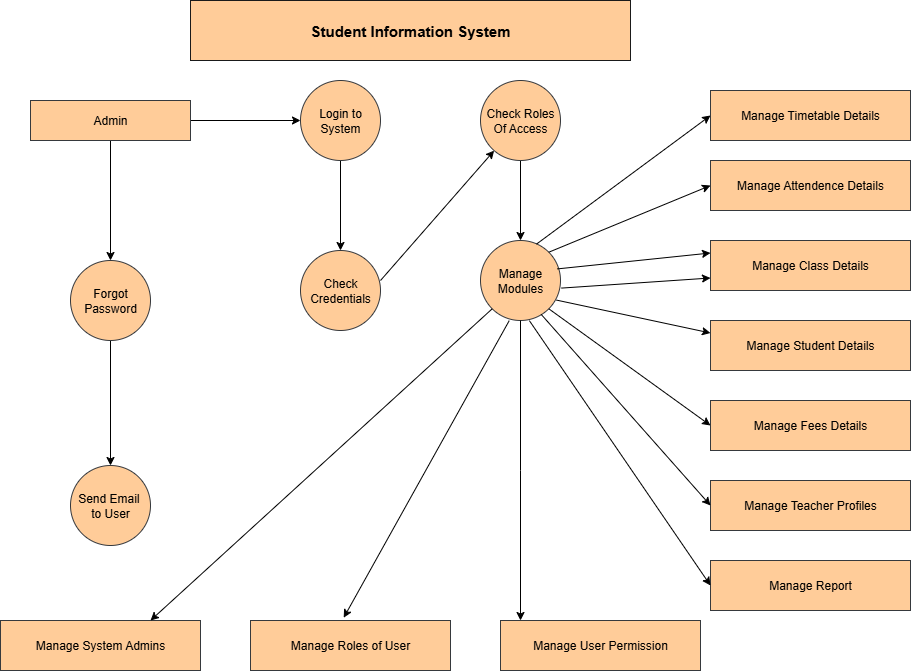 Student Information System
Admin
Login to
System
Check Roles
Of Access
Manage Timetable Details
Manage Attendence Details
Forgot
Password
Check
Credentials
Manage
Modules
Manage Class Details
Manage Student Details
Manage Fees Details
Send Email
to User
Manage Teacher Profiles
Manage Report
Manage System Admins
Manage Roles of User
Manage User Permission